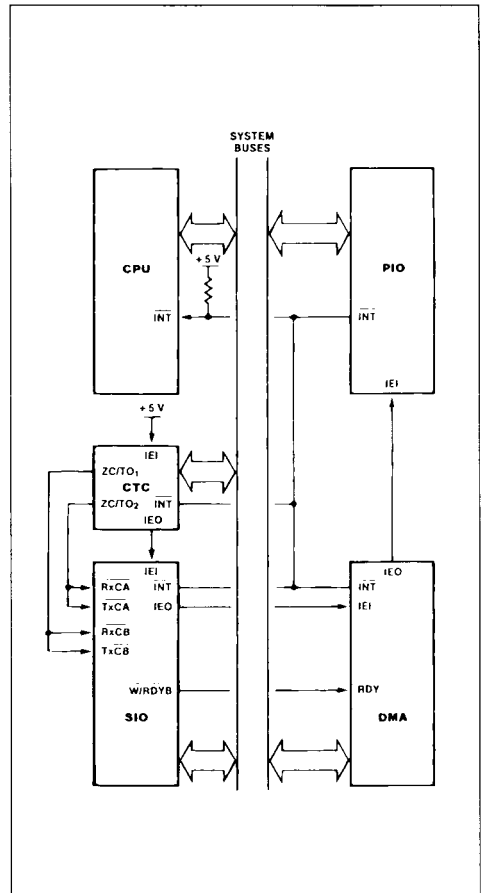 SYSTEM
BUSES
CPU
+5 V
INT
PIO
INT
IEI
+5 V
IEI
ZC/TO₁
CTC
ZC/TO₂
INT
IEO
IEI
RxCA
INT
TxCA
IEO
RxCB
TxCB
W/RDYB
SIO
IEO
INT
IEI
RDY
DMA